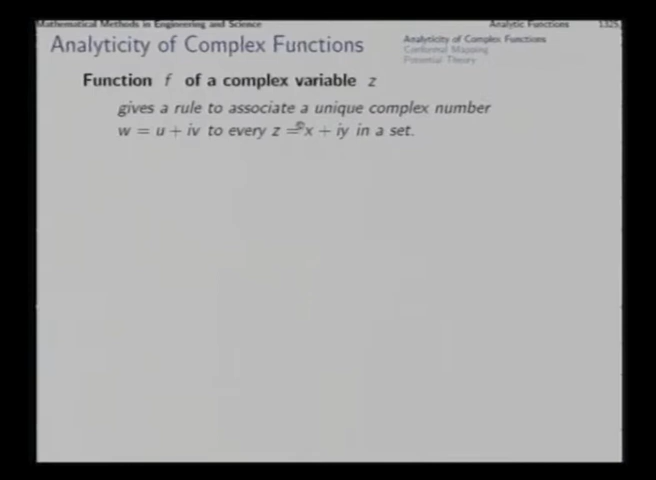 Mathematical Methods in Engineering and Science
Analytic Functions
1325,
Analyticity of Complex Functions
Analyticity of Complex Functions
Conformal Mapping
Potential Theory
Function f of a complex variable z
gives a rule to associate a unique complex number
w = u + iv to every z = x + iy in a set.